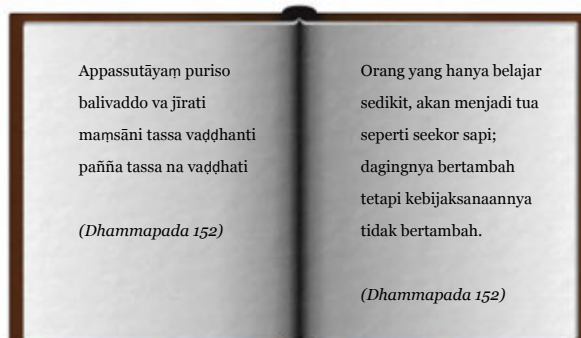 Appassutāyaṃ puriso
balivaddo va jīrati
maṃsāni tassa vaḍḍhanti
pañña tassa na vaḍḍhati
(Dhammapada 152)
Orang yang hanya belajar
sedikit, akan menjadi tua
seperti seekor sapi;
dagingnya bertambah
tetapi kebijaksanaannya
tidak bertambah.
(Dhammapada 152)